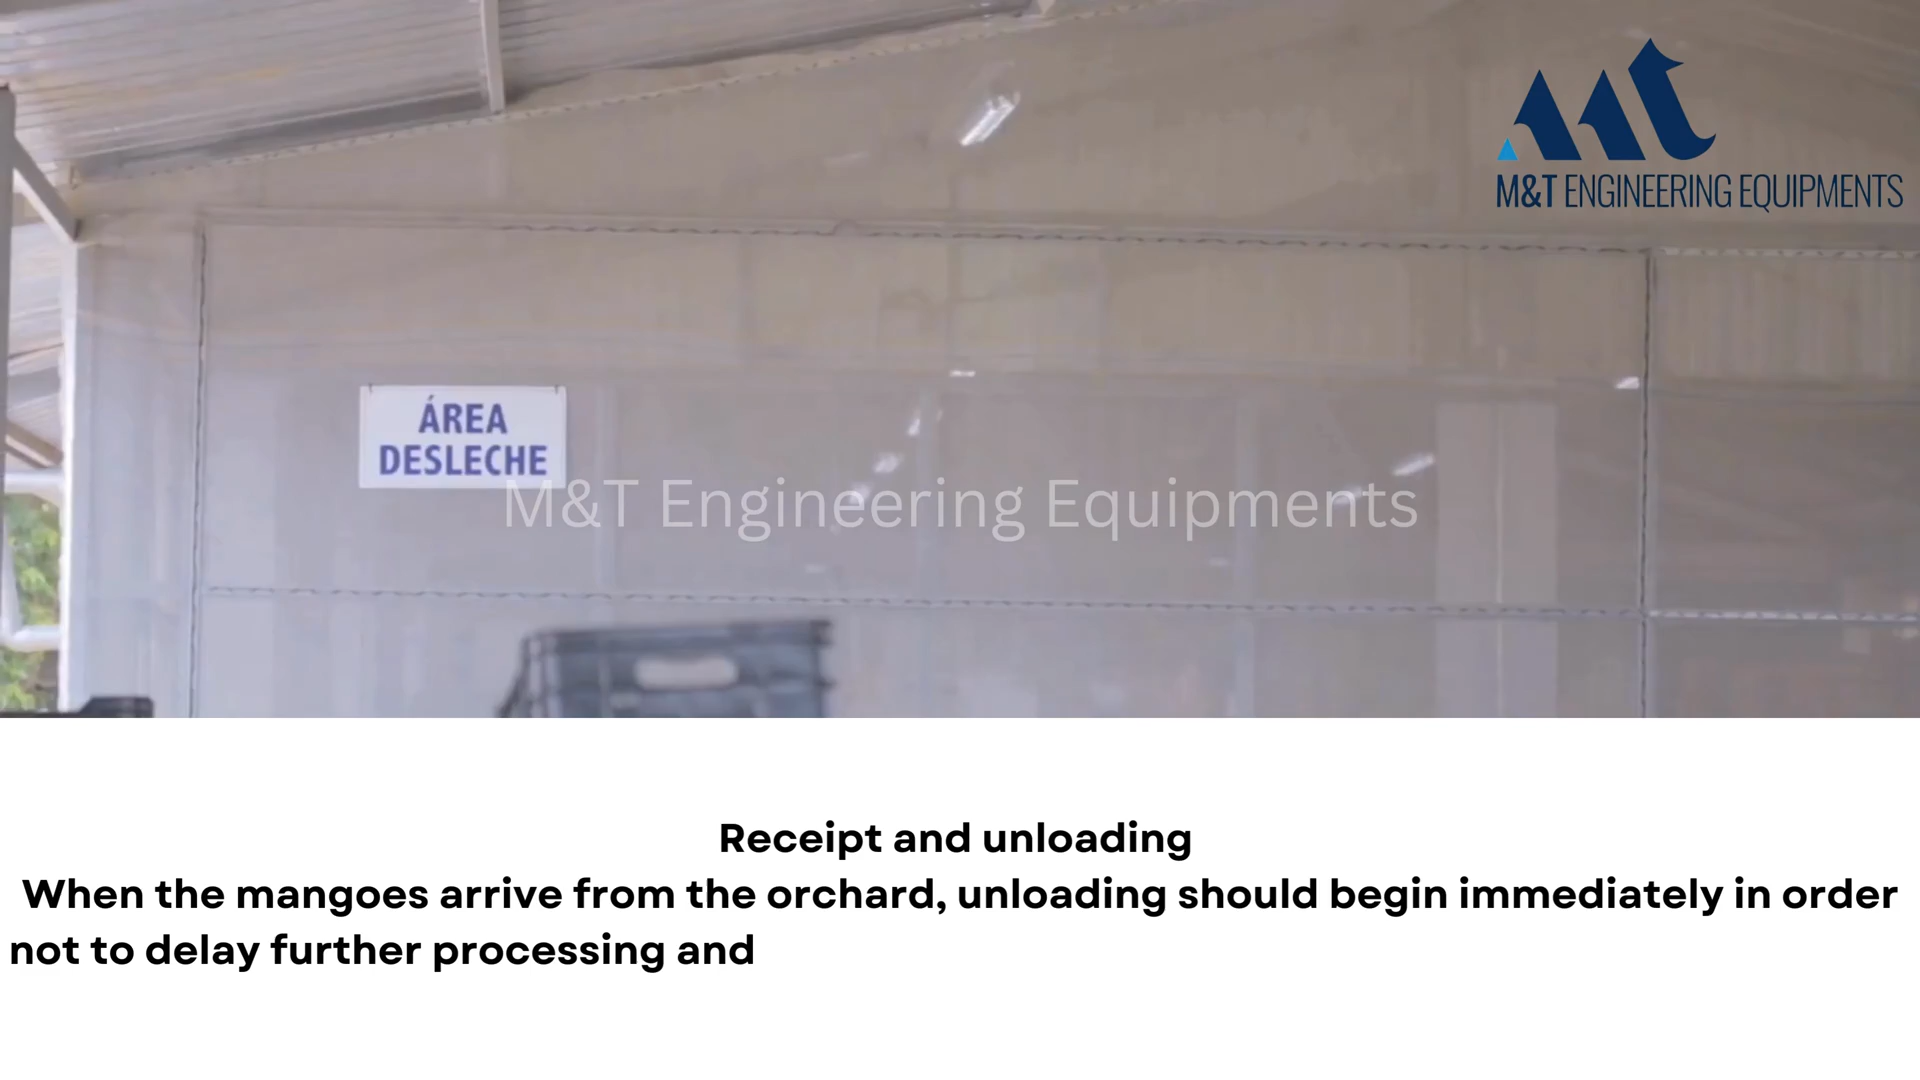 M&T ENGINEERING EQUIPMENTS
ÁREA
DESLECHE
M&T Engineering Equipments
Receipt and unloading
When the mangoes arrive from the orchard, unloading should begin immediately in order
not to delay further processing and